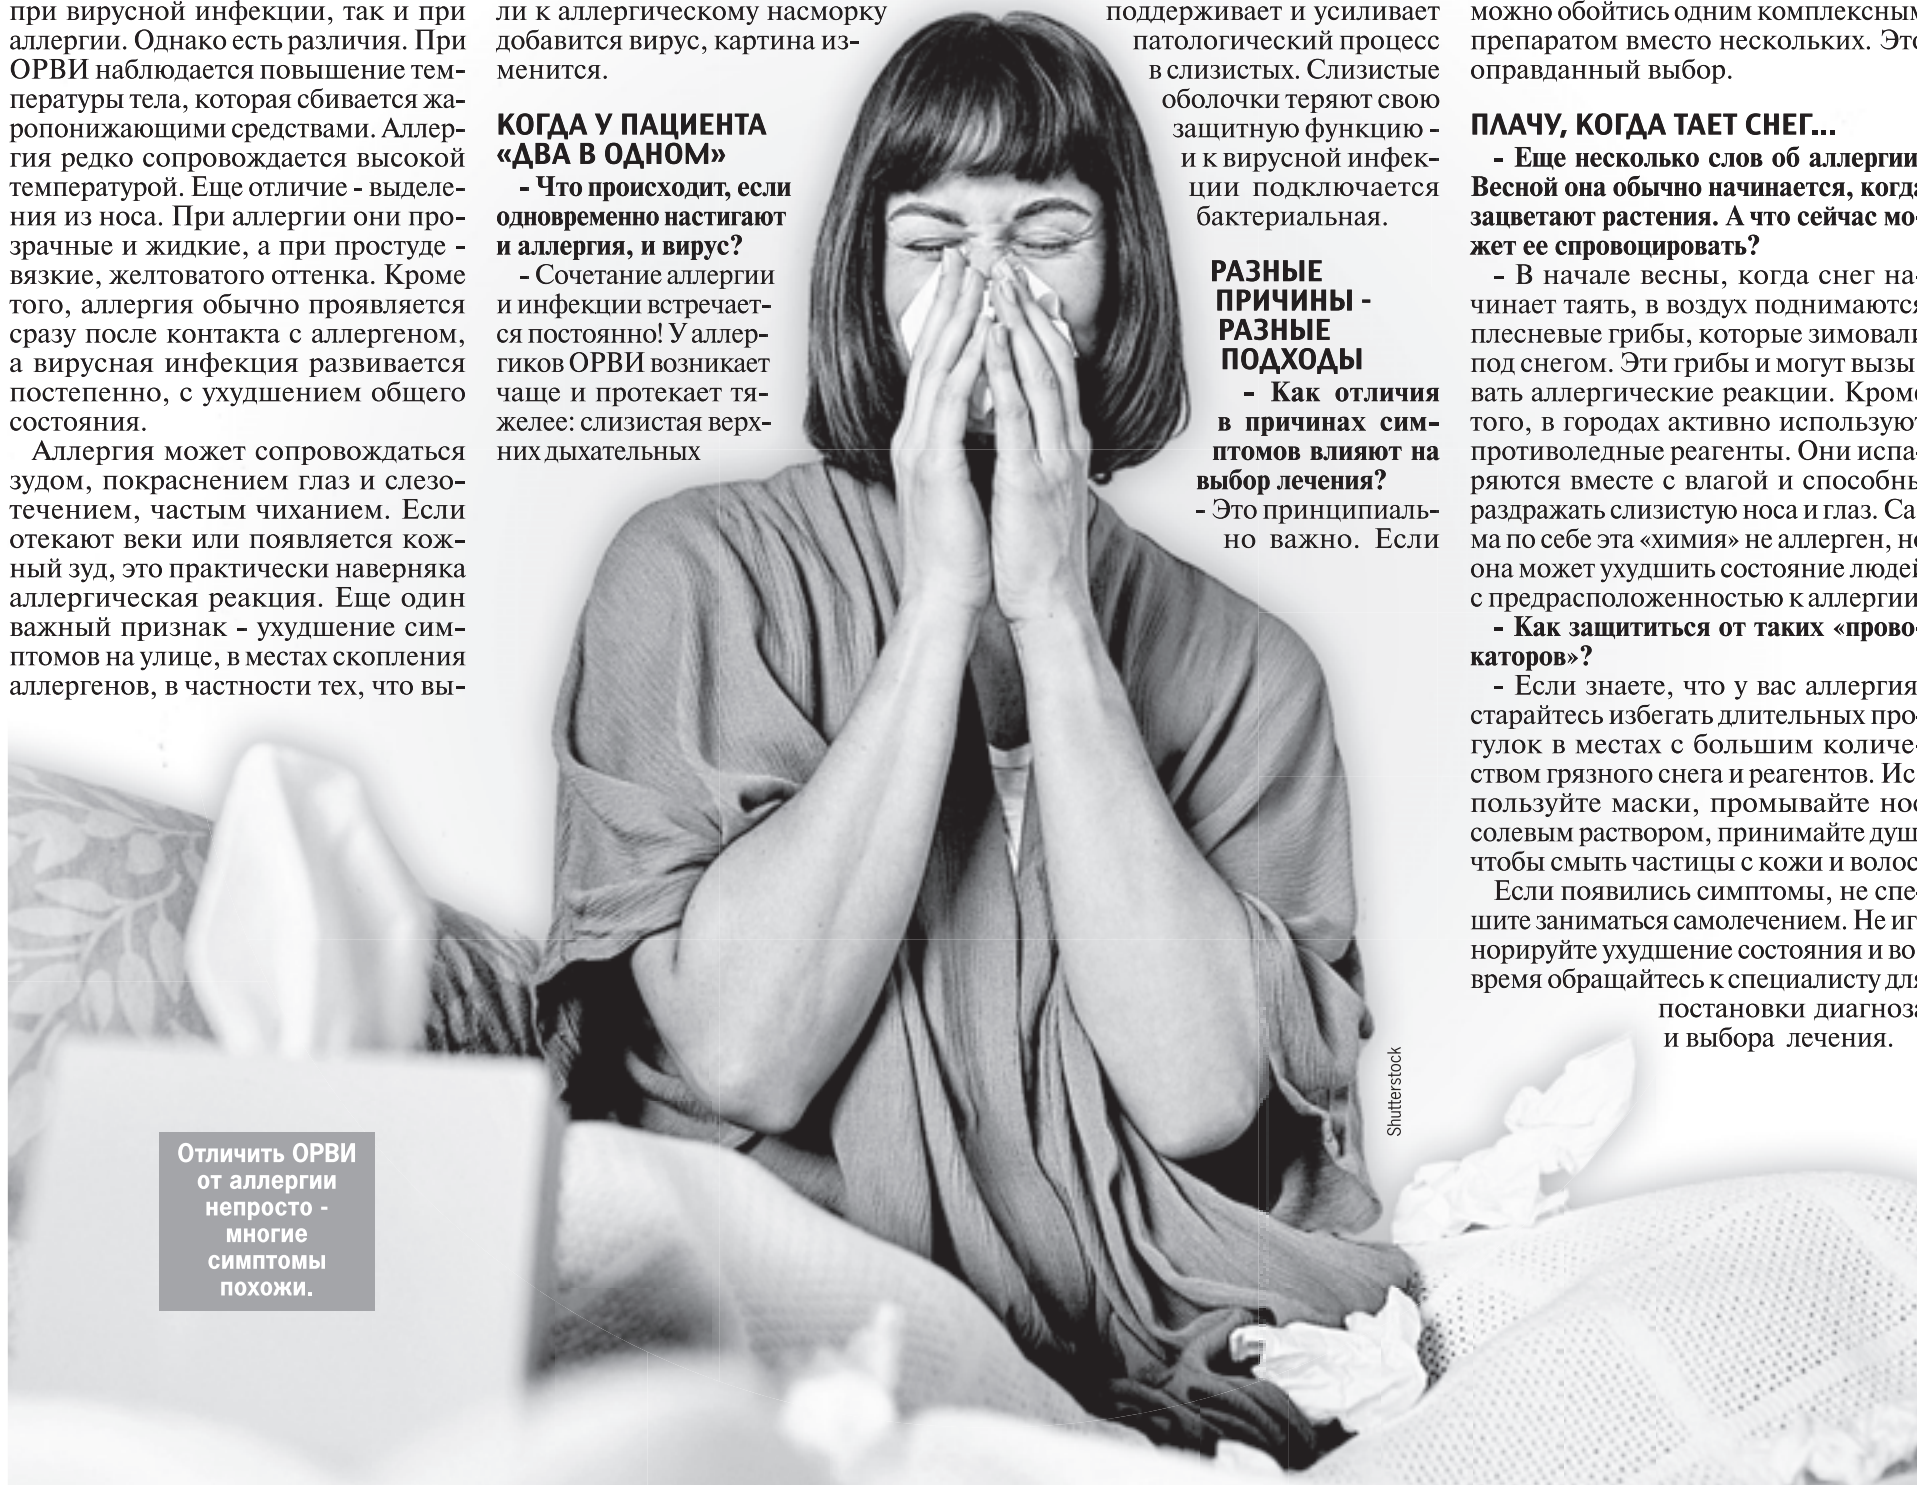 при вирусной инфекции, так и при
аллергии. Однако есть различия. При
ОРВИ наблюдается повышение тем-
пературы тела, которая сбивается жа-
ропонижающими средствами. Аллер-
гия редко сопровождается высокой
температурой. Еще отличие - выделе-
ния из носа. При аллергии они про-
зрачные и жидкие, а при простуде -
вязкие, желтоватого оттенка. Кроме
того, аллергия обычно проявляется
сразу после контакта с аллергеном,
а вирусная инфекция развивается
постепенно, с ухудшением общего
состояния.
Аллергия может сопровождаться
зудом, покраснением глаз и слезо-
течением, частым чиханием. Если
отекают веки или появляется кож-
ный зуд, это практически наверняка
аллергическая реакция. Еще один
важный признак - ухудшение сим-
птомов на улице, в местах скопления
аллергенов, в частности тех, что вы-
ли к аллергическому насморку
добавится вирус, картина из-
менится.
КОГДА У ПАЦИЕНТА
«ДВА В ОДНОМ»
- Что происходит, если
одновременно настигают
и аллергия, и вирус?
- Сочетание аллергии
и инфекции встречает-
ся постоянно! У аллер-
гиков ОРВИ возникает
чаще и протекает тя-
желее: слизистая верх-
них дыхательных
поддерживает и усиливает
патологический процесс
в слизистых. Слизистые
оболочки теряют свою
защитную функцию -
и к вирусной инфек-
ции подключается
бактериальная.
РАЗНЫЕ
ПРИЧИНЫ -
РАЗНЫЕ
ПОДХОДЫ
- Как отличия
в причинах сим-
птомов влияют на
выбор лечения?
- Это принципиаль-
но важно. Если
можно обойтись одним комплексным
препаратом вместо нескольких. Это
оправданный выбор.
ПЛАЧУ, КОГДА ТАЕТ СНЕГ...
- Еще несколько слов об аллергии.
Весной она обычно начинается, когда
зацветают растения. А что сейчас мо-
жет ее спровоцировать?
- В начале весны, когда снег на-
чинает таять, в воздух поднимаются
плесневые грибы, которые зимовали
под снегом. Эти грибы и могут вызы-
вать аллергические реакции. Кроме
того, в городах активно используют
противоледные реагенты. Они испа-
ряются вместе с влагой и способны
раздражать слизистую носа и глаз. Са-
ма по себе эта «химия» не аллерген, но
она может ухудшить состояние людей
с предрасположенностью к аллергии.
- Как защититься от таких «прово-
каторов»?
- Если знаете, что у вас аллергия,
старайтесь избегать длительных про-
гулок в местах с большим количе-
ством грязного снега и реагентов. Ис-
пользуйте маски, промывайте нос
солевым раствором, принимайте душ,
чтобы смыть частицы с кожи и волос.
Если появились симптомы, не спе-
шите заниматься самолечением. Не иг-
норируйте ухудшение состояния и во-
время обращайтесь к специалисту для
постановки диагноза
и выбора лечения.
Shutterstock
Отличить ОРВИ
от аллергии
непросто -
многие
симптомы
похожи.